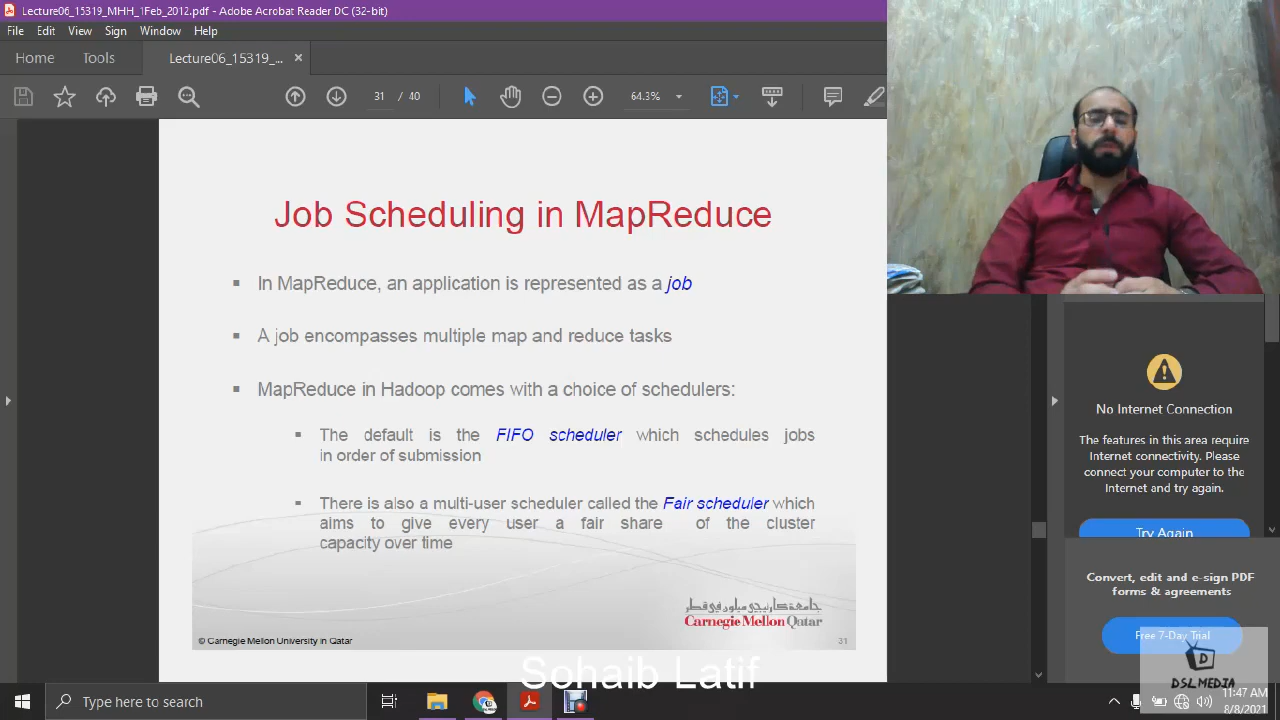 Lecture06_15319_MHH_1Feb_2012.pdf - Adobe Acrobat Reader DC (32-bit)
File Edit View Sign Window Help
Home Tools Lecture06_15319_... ×
31 / 40 64.3%
Job Scheduling in MapReduce
In MapReduce, an application is represented as a job
A job encompasses multiple map and reduce tasks
MapReduce in Hadoop comes with a choice of schedulers:
The default is the FIFO scheduler which schedules jobs
in order of submission
There is also a multi-user scheduler called the Fair scheduler which
aims to give every user a fair share of the cluster
capacity over time
جامعة كارنيجي ميلون في قطر
Carnegie Mellon Qatar
© Carnegie Mellon University in Qatar
31
No Internet Connection
The features in this area require
Internet connectivity. Please
connect your computer to the
Internet and try again.
Try Again
Convert, edit and e-sign PDF
forms & agreements
Free 7-Day Trial
D
DSL MEDIA
Sohaib Latif
Type here to search
11:47 AM
8/8/2021